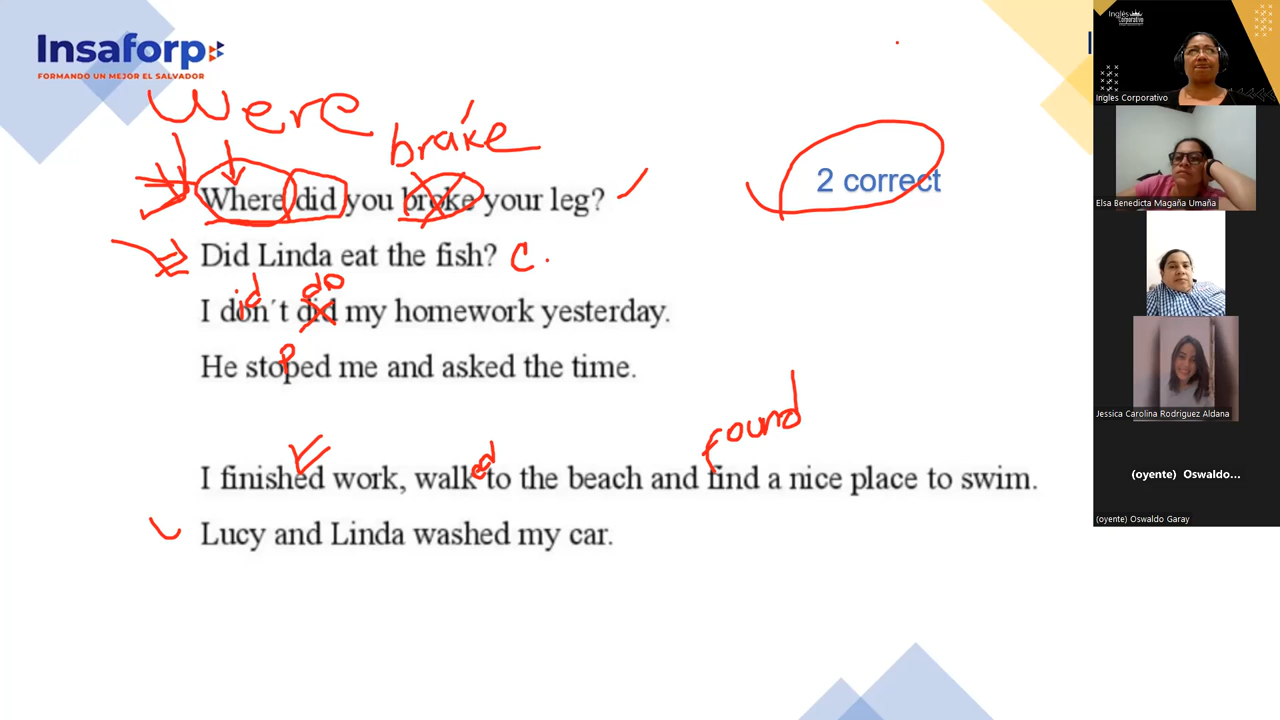 Insaforp
FORMANDO UN MEJOR EL SALVADOR
Were
brake
Where did you broke your leg?
2 correct
Did Linda eat the fish? C.
id do
I don´t did my homework yesterday.
p
He stoped me and asked the time.
found
ed
I finished work, walk to the beach and find a nice place to swim.
Lucy and Linda washed my car.
Inglés
Corporativo
Ingles Corporativo
Elsa Benedicta Magaña Umaña
Jessica Carolina Rodriguez Aldana
(oyente) Oswaldo...
(oyente) Oswaldo Garay